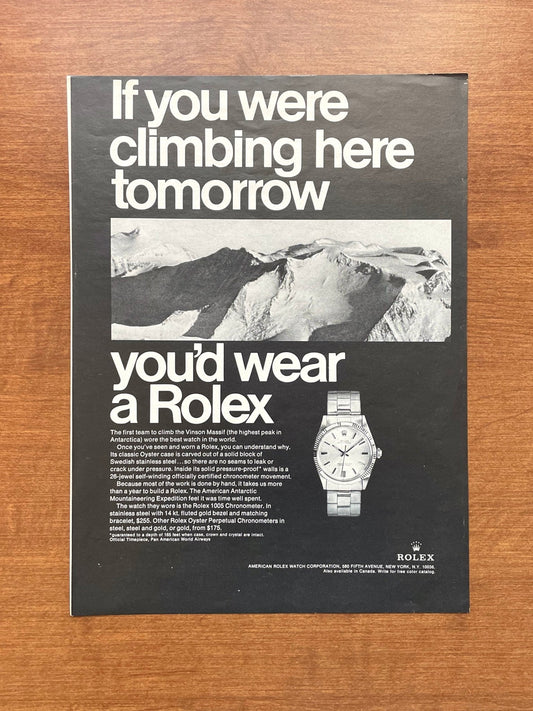 If you were
climbing here
tomorrow
you'd wear
a Rolex
The first team to climb the Vinson Massif (the highest peak in
Antarctica) wore the best watch in the world.
Once you've seen and worn a Rolex, you can understand why.
Its classic Oyster case is carved out of a solid block of
Swedish stainless steel...so there are no seams to leak or
crack under pressure. Inside its solid pressure-proof* walls is a
26-jewel self-winding officially certified chronometer movement.
Because most of the work is done by hand, it takes us more
than a year to build a Rolex. The American Antarctic
Mountaineering Expedition feel it was time well spent.
The watch they wore is the Rolex 1005 Chronometer. In
stainless steel with 14 kt. fluted gold bezel and matching
bracelet, $255. Other Rolex Oyster Perpetual Chronometers in
steel, steel and gold, or gold, from $175.
*guaranteed to a depth of 165 feet when case, crown and crystal are intact.
Official Timepiece, Pan American World Airways
ROLEX
AMERICAN ROLEX WATCH CORPORATION, 580 FIFTH AVENUE, NEW YORK, N.Y. 10036.
Also available in Canada. Write for free color catalog.